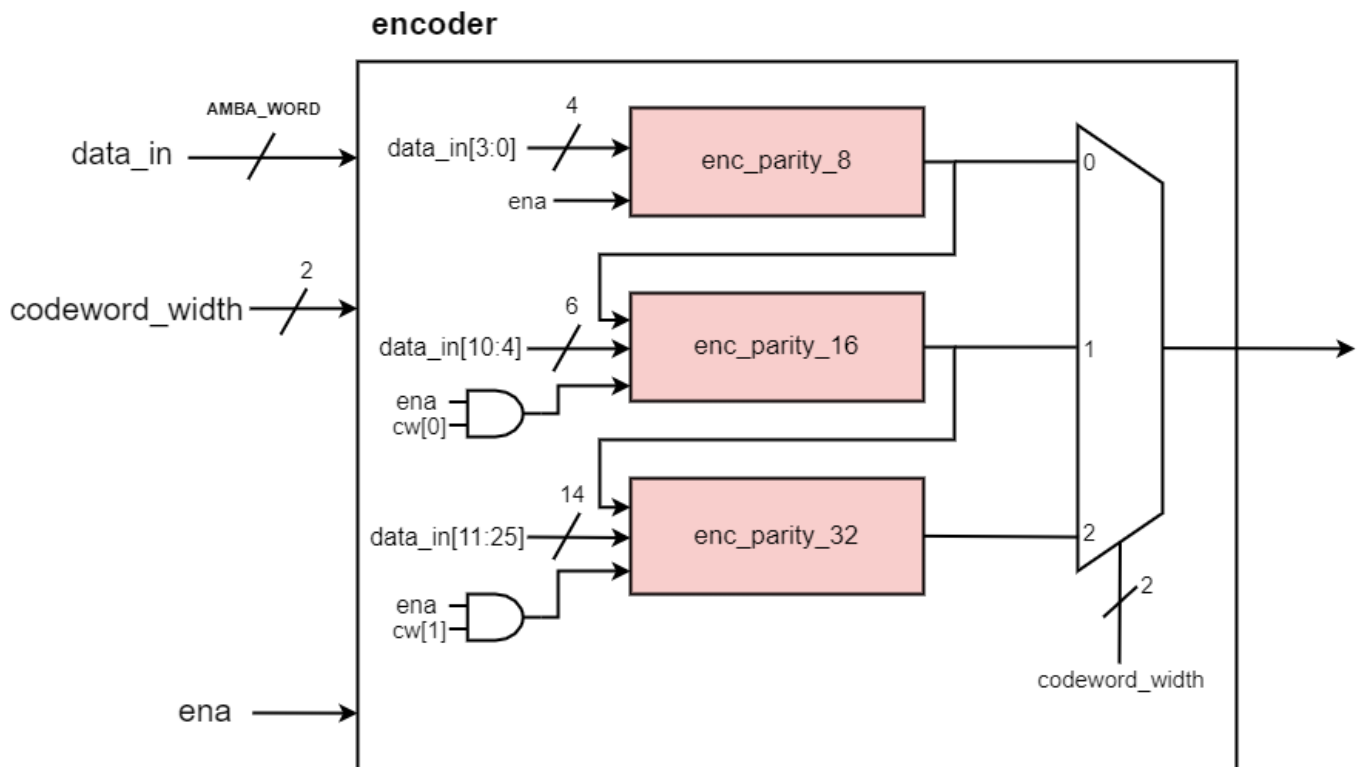 encoder
AMBA_WORD
data_in
4
data_in[3:0]
enc_parity_8
0
ena
2
codeword_width
6
data_in[10:4]
enc_parity_16
1
ena
cw[0]
14
data_in[11:25]
enc_parity_32
2
ena
cw[1]
2
codeword_width
ena